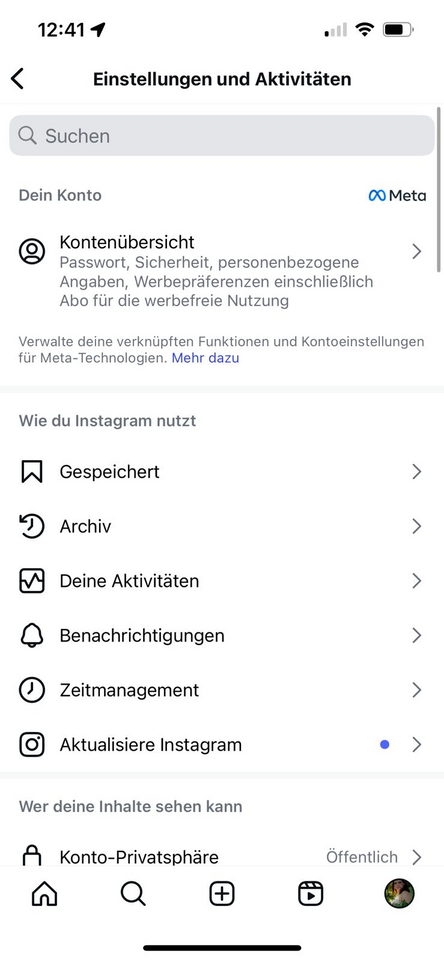 12:41
Einstellungen und Aktivitäten
Suchen
Dein Konto
Meta
Kontenübersicht
Passwort, Sicherheit, personenbezogene
Angaben, Werbepräferenzen einschließlich
Abo für die werbefreie Nutzung
Verwalte deine verknüpften Funktionen und Kontoeinstellungen
für Meta-Technologien. Mehr dazu
Wie du Instagram nutzt
Gespeichert
Archiv
Deine Aktivitäten
Benachrichtigungen
Zeitmanagement
Aktualisiere Instagram
Wer deine Inhalte sehen kann
Konto-Privatsphäre Öffentlich